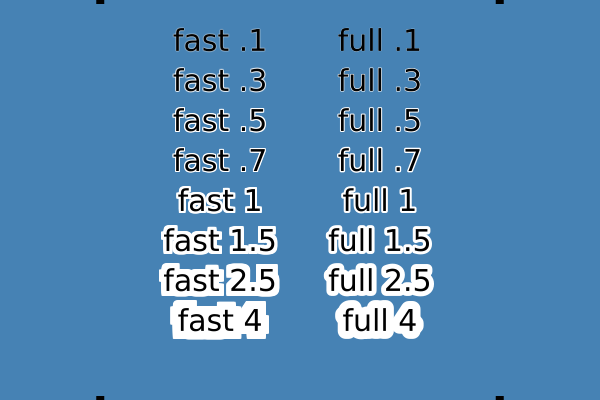 fast .1 full .1
fast .3 full .3
fast .5 full .5
fast .7 full .7
fast 1 full 1
fast 1.5 full 1.5
fast 2.5 full 2.5
fast 4 full 4